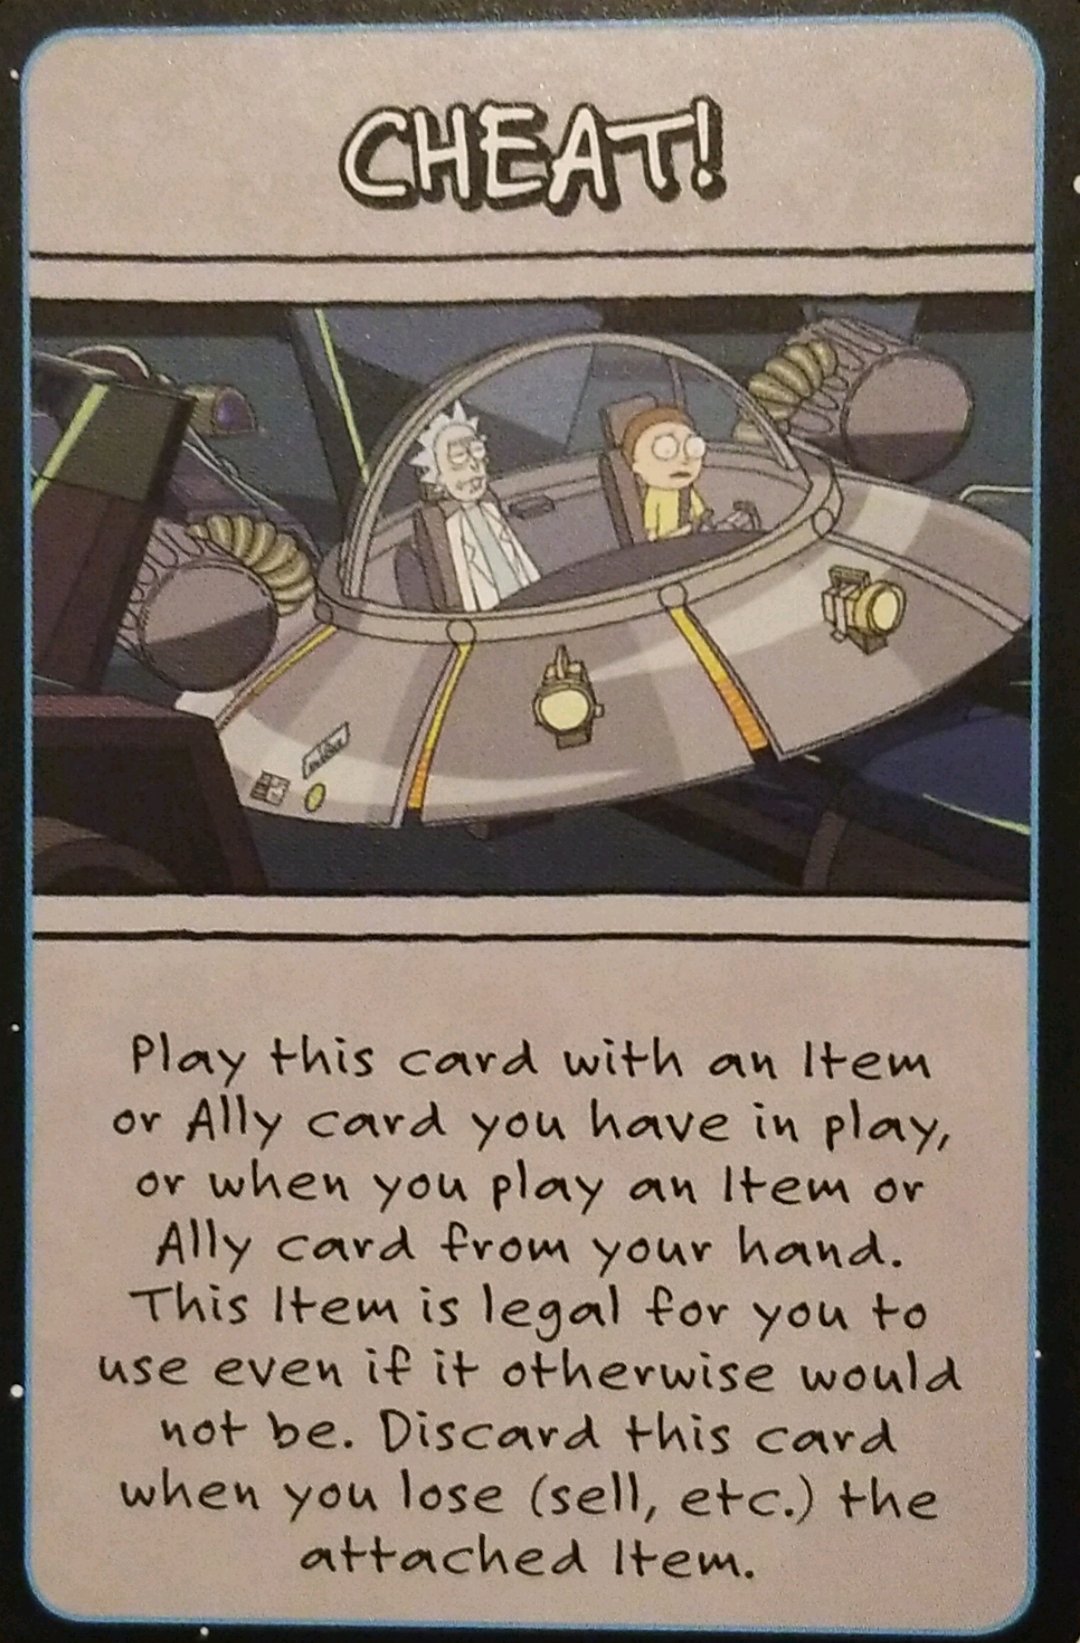 CHEAT!
Play this card with an Item
or Ally card you have in play,
or when you play an Item or
Ally card from your hand.
This Item is legal for you to
use even if it otherwise would
not be. Discard this card
when you lose (sell, etc.) the
attached Item.